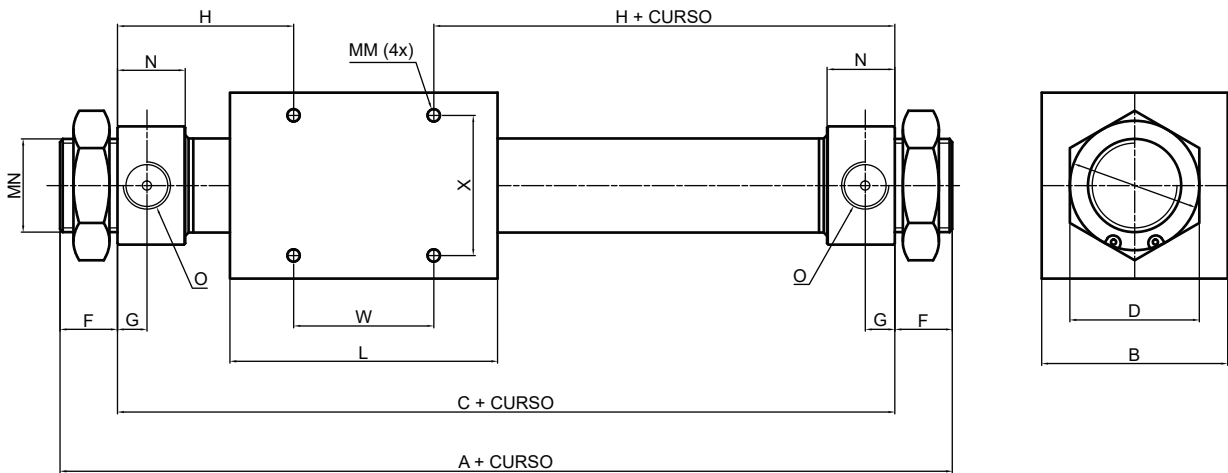 H
H + CURSO
MM (4x)
N
N
MN
X
O
O
W
F
G
G
F
L
D
B
C + CURSO
A + CURSO